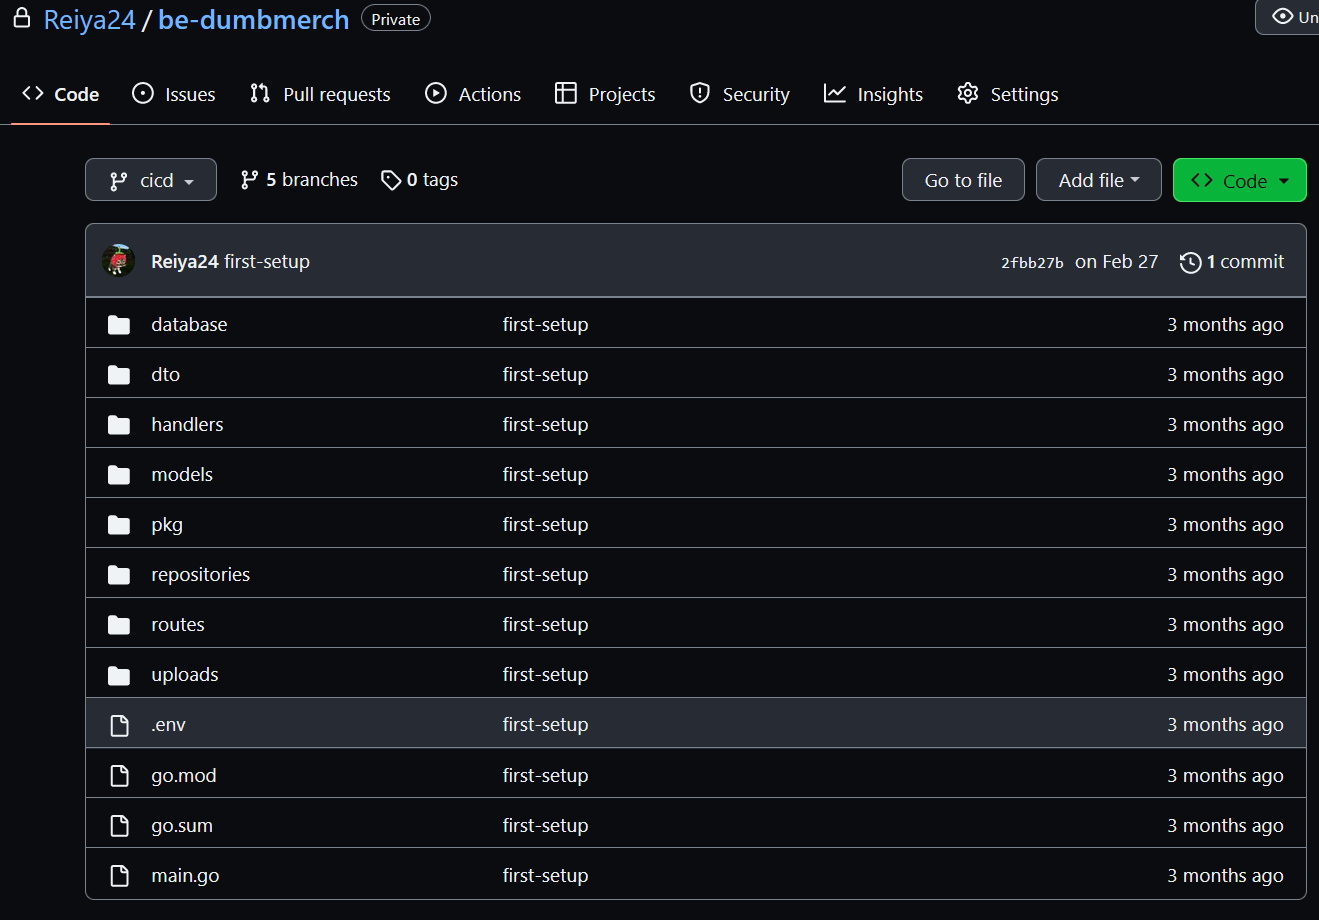 Reiya24 / be-dumbmerch Private
Un
Code Issues Pull requests Actions Projects Security Insights Settings
cicd 5 branches 0 tags Go to file Add file Code
Reiya24 first-setup 2fbb27b on Feb 27 1 commit
database first-setup 3 months ago
dto first-setup 3 months ago
handlers first-setup 3 months ago
models first-setup 3 months ago
pkg first-setup 3 months ago
repositories first-setup 3 months ago
routes first-setup 3 months ago
uploads first-setup 3 months ago
.env first-setup 3 months ago
go.mod first-setup 3 months ago
go.sum first-setup 3 months ago
main.go first-setup 3 months ago